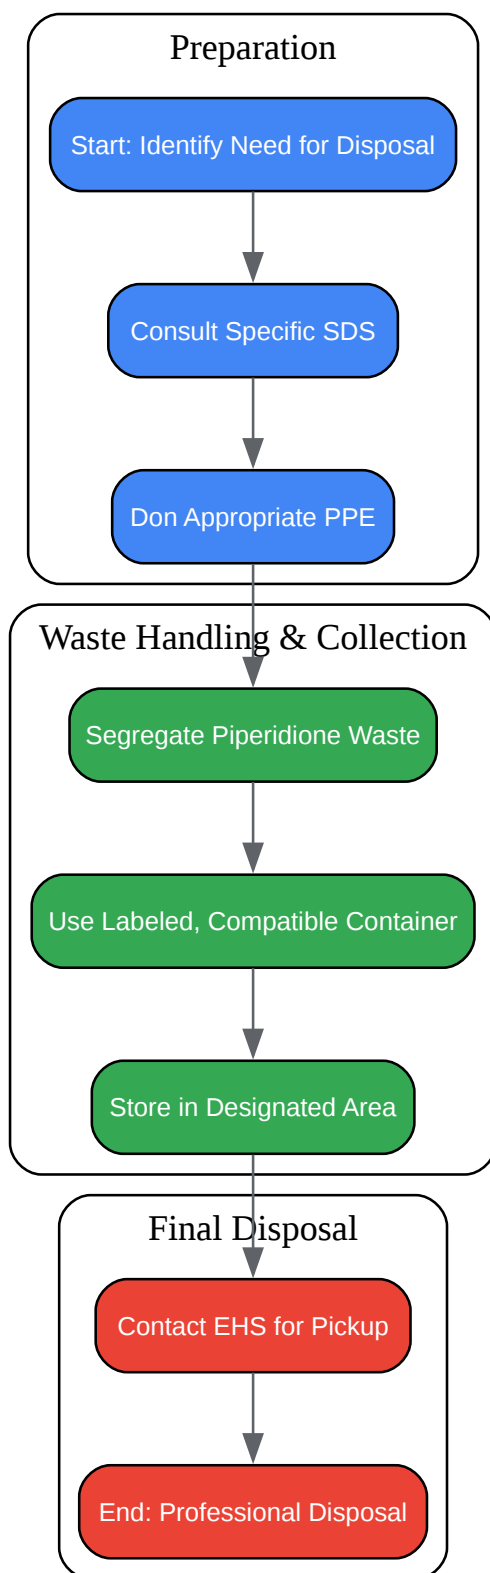 Preparation
Start: Identify Need for Disposal
Consult Specific SDS
Don Appropriate PPE
Waste Handling & Collection
Segregate Piperidione Waste
Use Labeled, Compatible Container
Store in Designated Area
Final Disposal
Contact EHS for Pickup
End: Professional Disposal